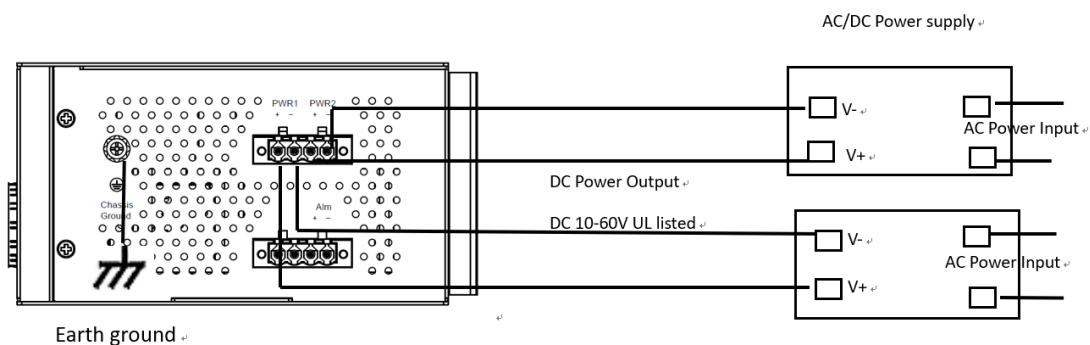 AC/DC Power supply
PWR1 PWR2
+ − + −
V-
AC Power Input
V+
DC Power Output
Chassis
Ground
Alm
+ −
DC 10-60V UL listed
V-
AC Power Input
V+
Earth ground